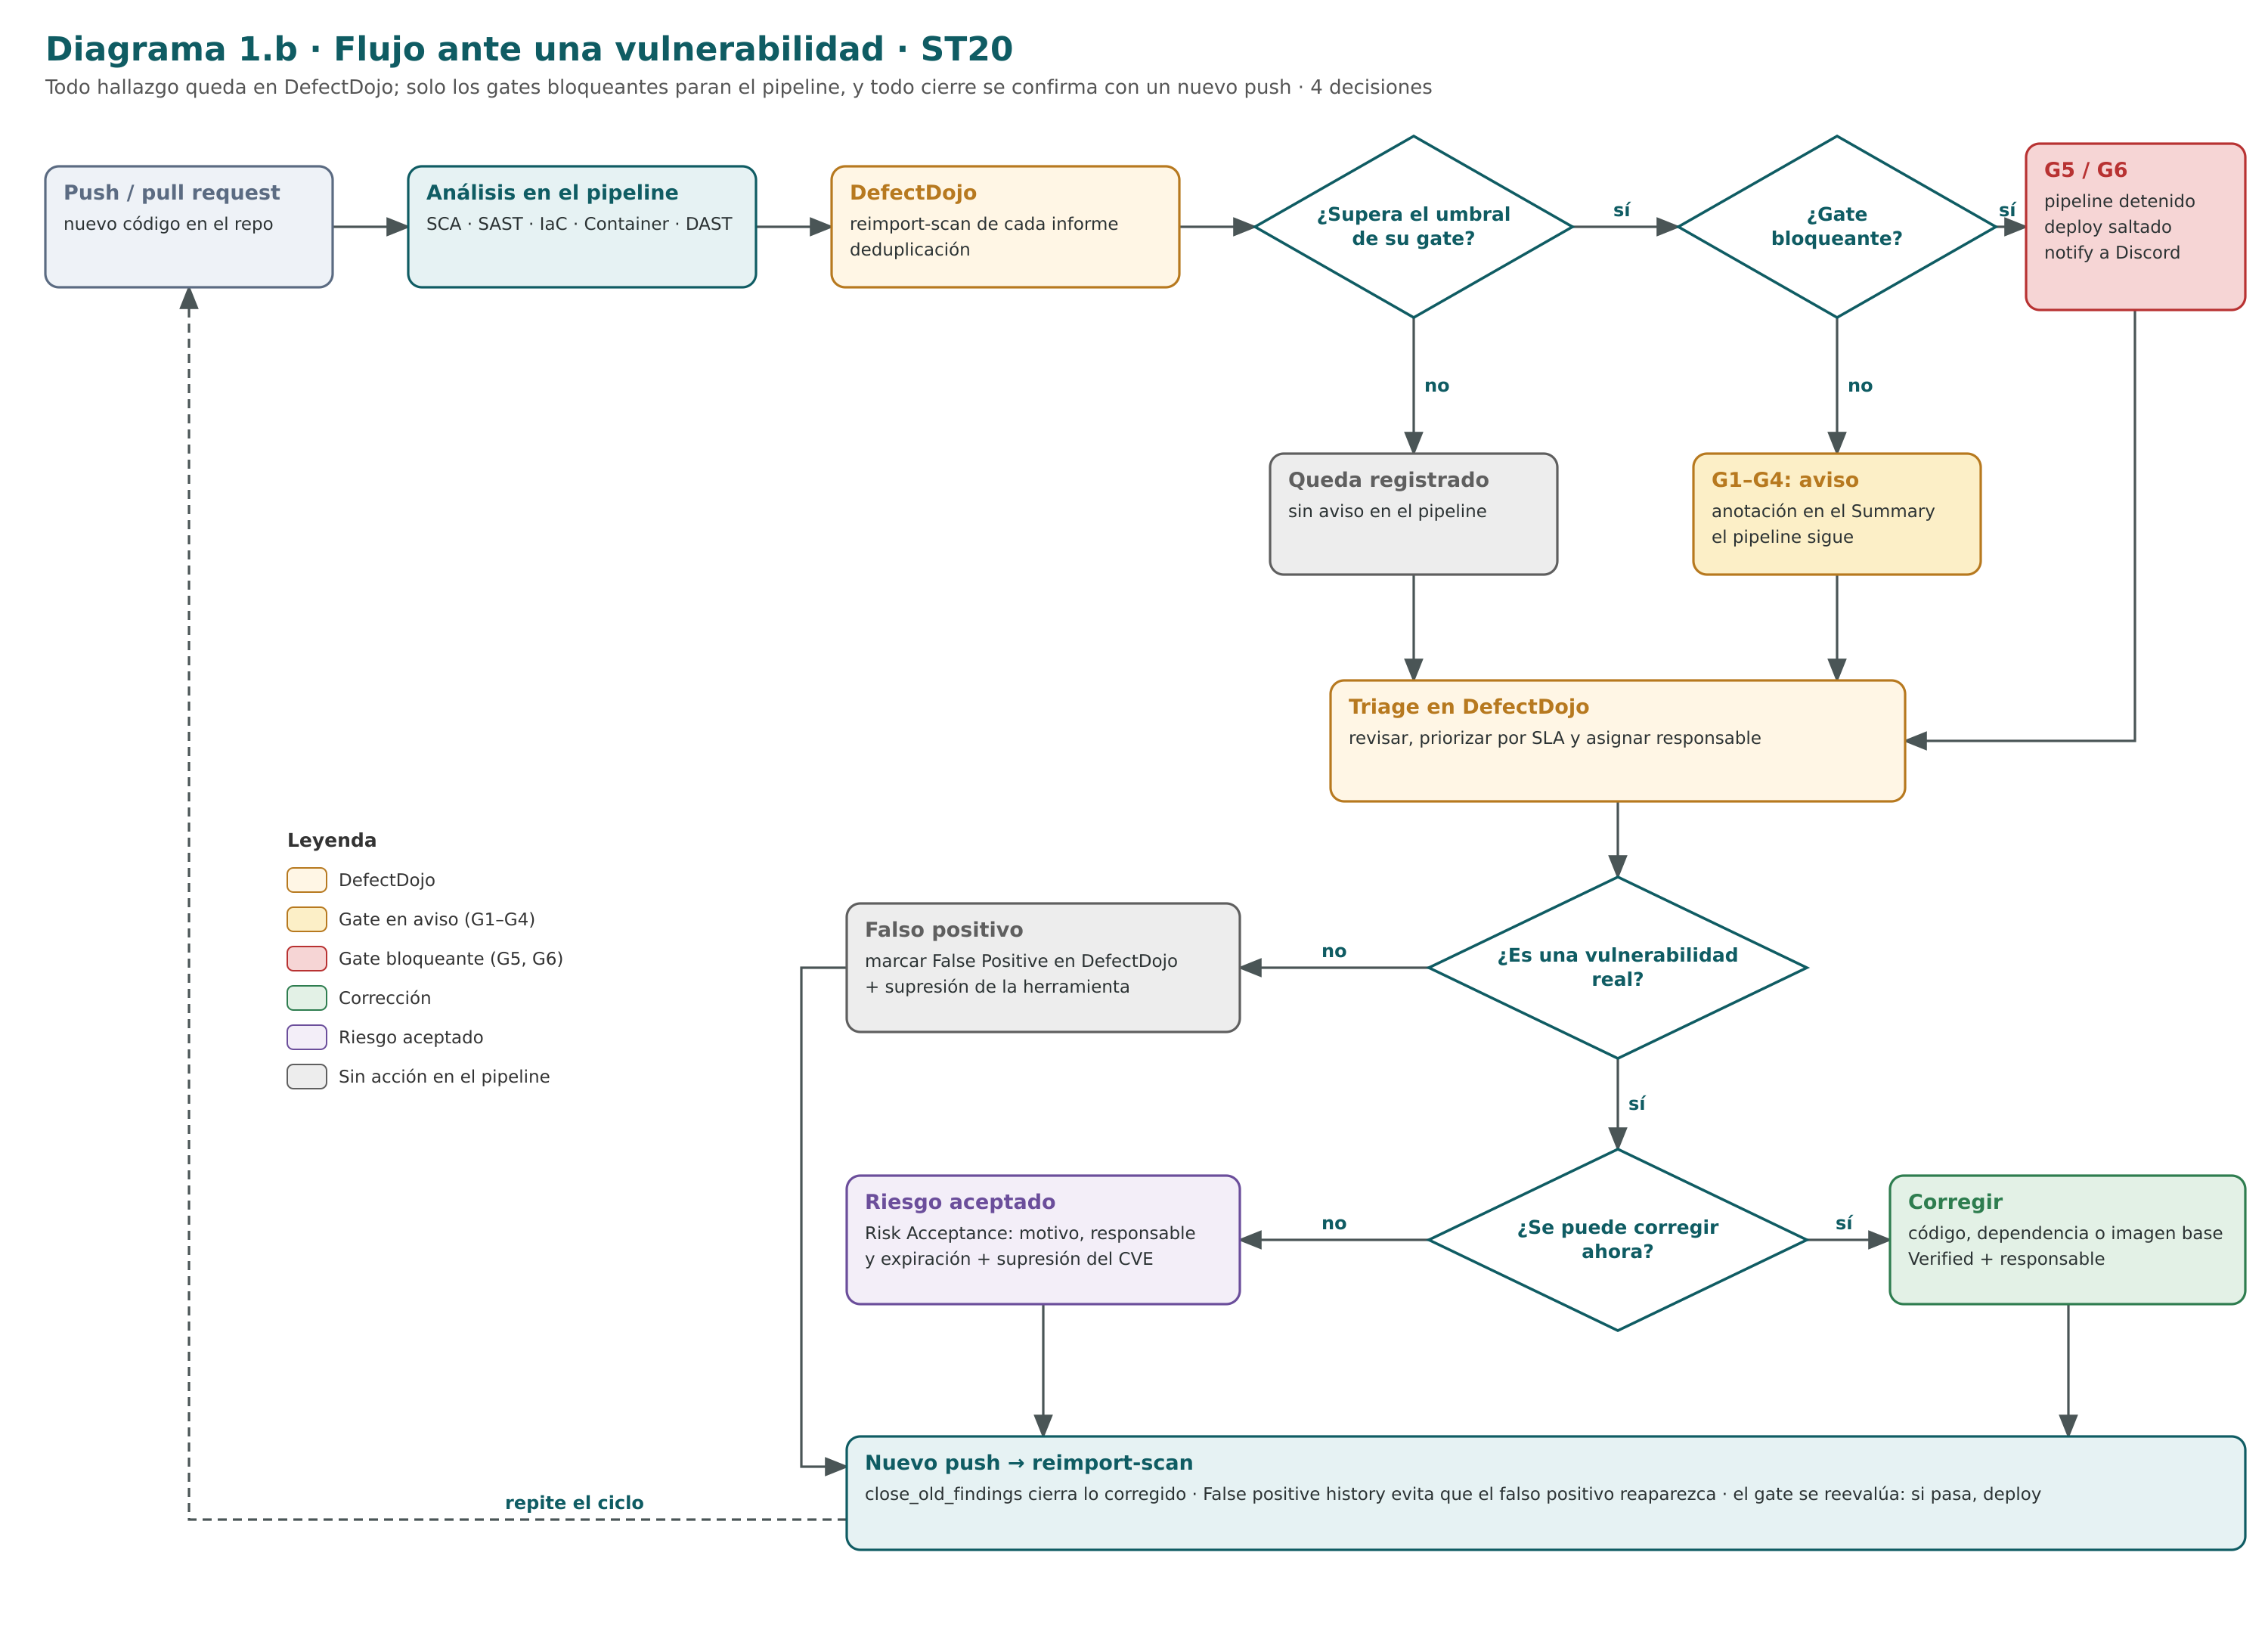 Diagrama 1.b · Flujo ante una vulnerabilidad · ST20
Todo hallazgo queda en DefectDojo; solo los gates bloqueantes paran el pipeline, y todo cierre se confirma con un nuevo push · 4 decisiones
Push / pull request
nuevo código en el repo
Análisis en el pipeline
SCA · SAST · IaC · Container · DAST
DefectDojo
reimport-scan de cada informe
deduplicación
¿Supera el umbral
de su gate?
sí
¿Gate
bloqueante?
sí
G5 / G6
pipeline detenido
deploy saltado
notify a Discord
no
no
Queda registrado
sin aviso en el pipeline
G1–G4: aviso
anotación en el Summary
el pipeline sigue
Triage en DefectDojo
revisar, priorizar por SLA y asignar responsable
Leyenda
DefectDojo
Gate en aviso (G1–G4)
Gate bloqueante (G5, G6)
Corrección
Riesgo aceptado
Sin acción en el pipeline
Falso positivo
marcar False Positive en DefectDojo
+ supresión de la herramienta
no
¿Es una vulnerabilidad
real?
sí
Riesgo aceptado
Risk Acceptance: motivo, responsable
y expiración + supresión del CVE
no
¿Se puede corregir
ahora?
sí
Corregir
código, dependencia o imagen base
Verified + responsable
Nuevo push → reimport-scan
close_old_findings cierra lo corregido · False positive history evita que el falso positivo reaparezca · el gate se reevalúa: si pasa, deploy
repite el ciclo